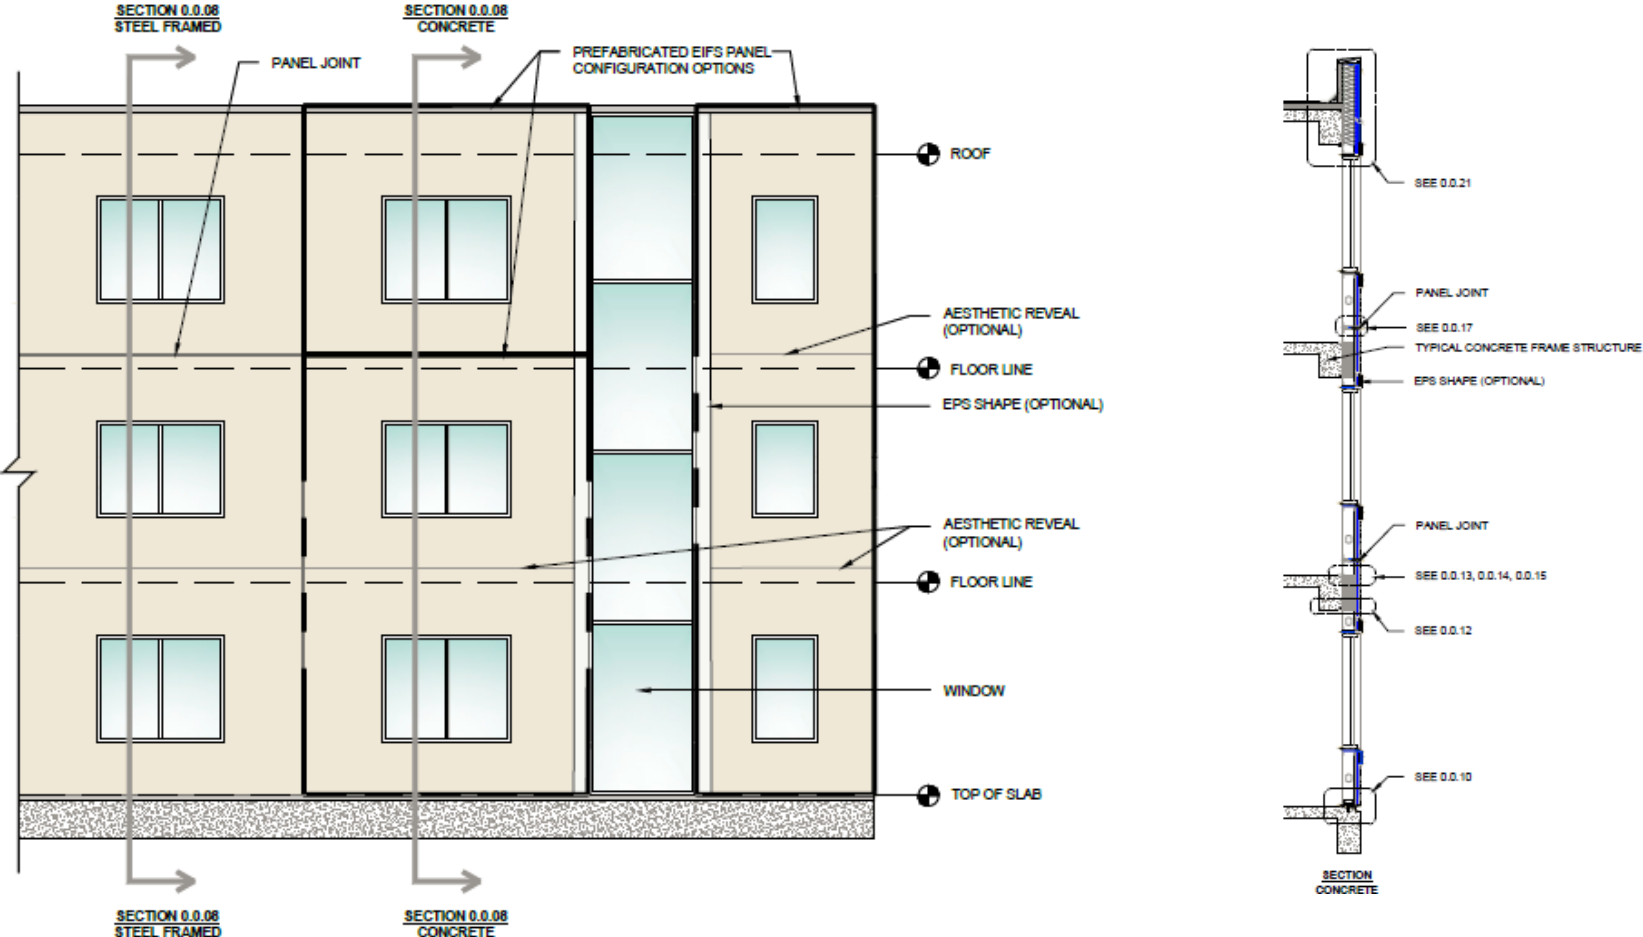 SECTION 0.0.08
STEEL FRAMED
SECTION 0.0.08
CONCRETE
PANEL JOINT
PREFABRICATED EIFS PANEL
CONFIGURATION OPTIONS
ROOF
AESTHETIC REVEAL
(OPTIONAL)
FLOOR LINE
EPS SHAPE (OPTIONAL)
AESTHETIC REVEAL
(OPTIONAL)
FLOOR LINE
WINDOW
TOP OF SLAB
SECTION 0.0.08
STEEL FRAMED
SECTION 0.0.08
CONCRETE
SEE 0.0.21
PANEL JOINT
SEE 0.0.17
TYPICAL CONCRETE FRAME STRUCTURE
EPS SHAPE (OPTIONAL)
PANEL JOINT
SEE 0.0.13, 0.0.14, 0.0.15
SEE 0.0.12
SEE 0.0.10
SECTION
CONCRETE